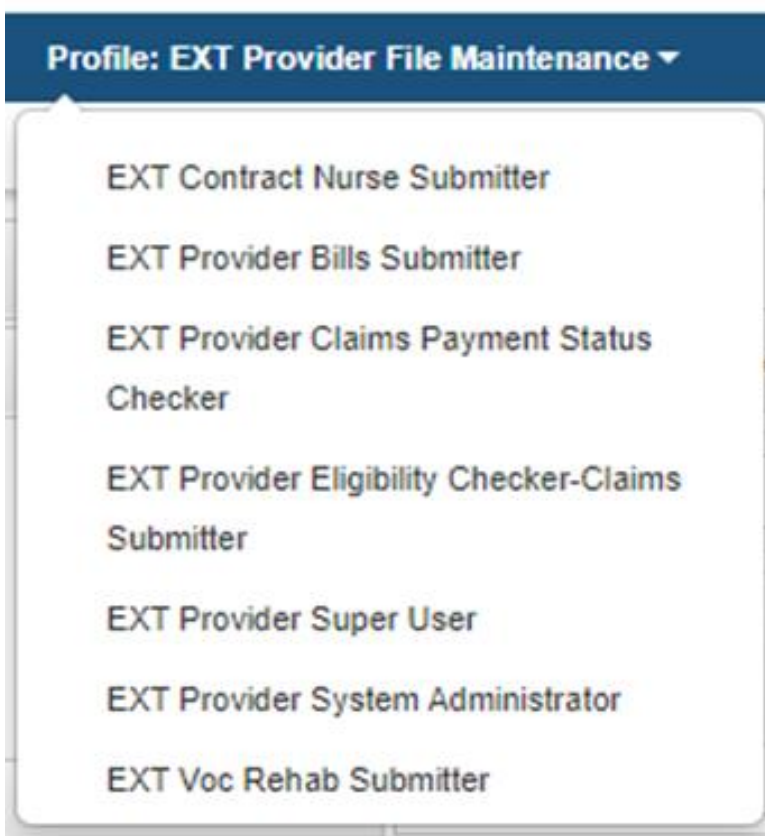 Profile: EXT Provider File Maintenance
EXT Contract Nurse Submitter
EXT Provider Bills Submitter
EXT Provider Claims Payment Status
Checker
EXT Provider Eligibility Checker-Claims
Submitter
EXT Provider Super User
EXT Provider System Administrator
EXT Voc Rehab Submitter